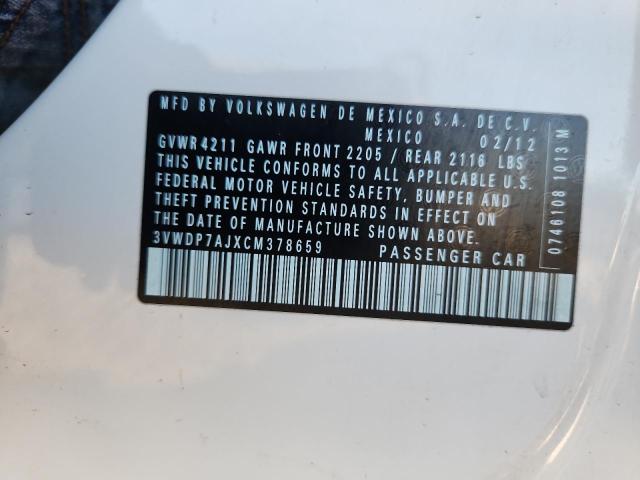 MFD BY VOLKSWAGEN DE MEXICO S.A. DE C.V.
MEXICO 02/12
GVWR 4211 GAWR FRONT 2205 / REAR 2116 LBS
THIS VEHICLE CONFORMS TO ALL APPLICABLE U.S.
FEDERAL MOTOR VEHICLE SAFETY, BUMPER AND
THEFT PREVENTION STANDARDS IN EFFECT ON
THE DATE OF MANUFACTURE SHOWN ABOVE.
3VWDP7AJXCM378659 PASSENGER CAR
0746108 1013 M